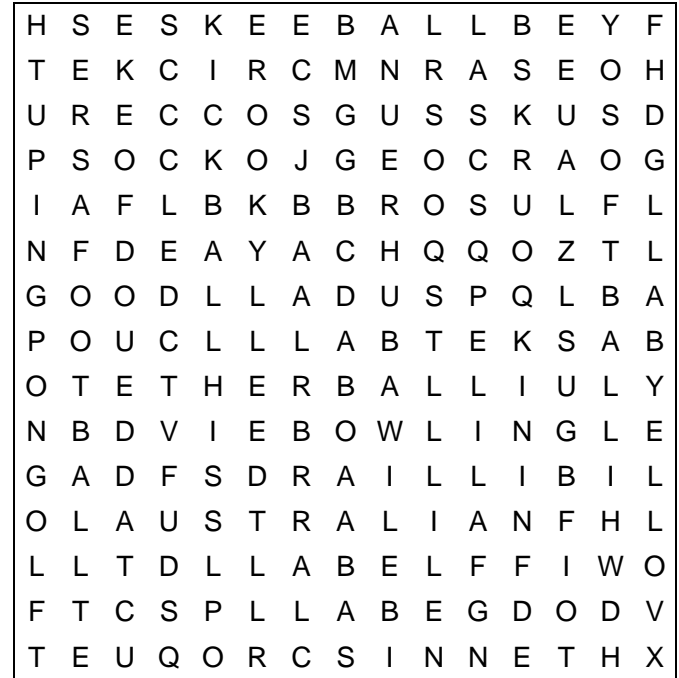 H S E S K E E B A L L B E Y F
T E K C I R C M N R A S E O H
U R E C C O S G U S S K U S D
P S O C K O J G E O C R A O G
I A F L B K B B R O S U L F L
N F D E A Y A C H Q Q O Z T L
G O O D L L A D U S P Q L B A
P O U C L L L A B T E K S A B
O T E T H E R B A L L I U L Y
N B D V I E B O W L I N G L E
G A D F S D R A I L L I B I L
O L A U S T R A L I A N F H L
L L T D L L A B E L F F I W O
F T C S P L L A B E G D O D V
T E U Q O R C S I N N E T H X